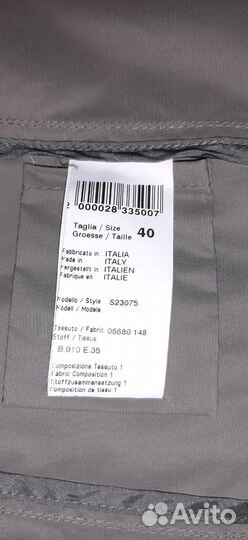 2 000028 335007
Taglia / Size 40
Groesse / Taille
Fabbricato in ITALIA
Made in ITALY
Hergestellt in ITALIEN
Fabrique en ITALIE
Modello / Style S23075
Modell / Modele
Tessuto / Fabric 06680 148
Stoff / Tissus
B.010 E.35
Composizione Tessuto 1
Fabric Composition 1
Stoffzusammensetzung 1
Composition de tissu 1
Avito